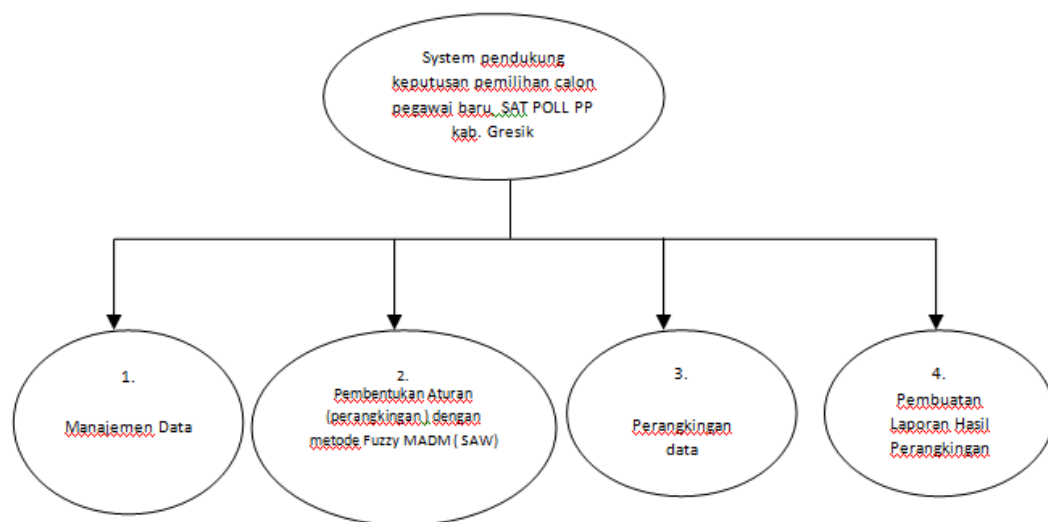 System pendukung
keputusan pemilihan calon
pegawai baru, SAT POLL PP
kab. Gresik
1.
Manajemen Data
2.
Pembentukan Aturan
(perangkingan ) dengan
metode Fuzzy MADM ( SAW)
3.
Perangkingan
data
4.
Pembuatan
Laporan Hasil
Perangkingan